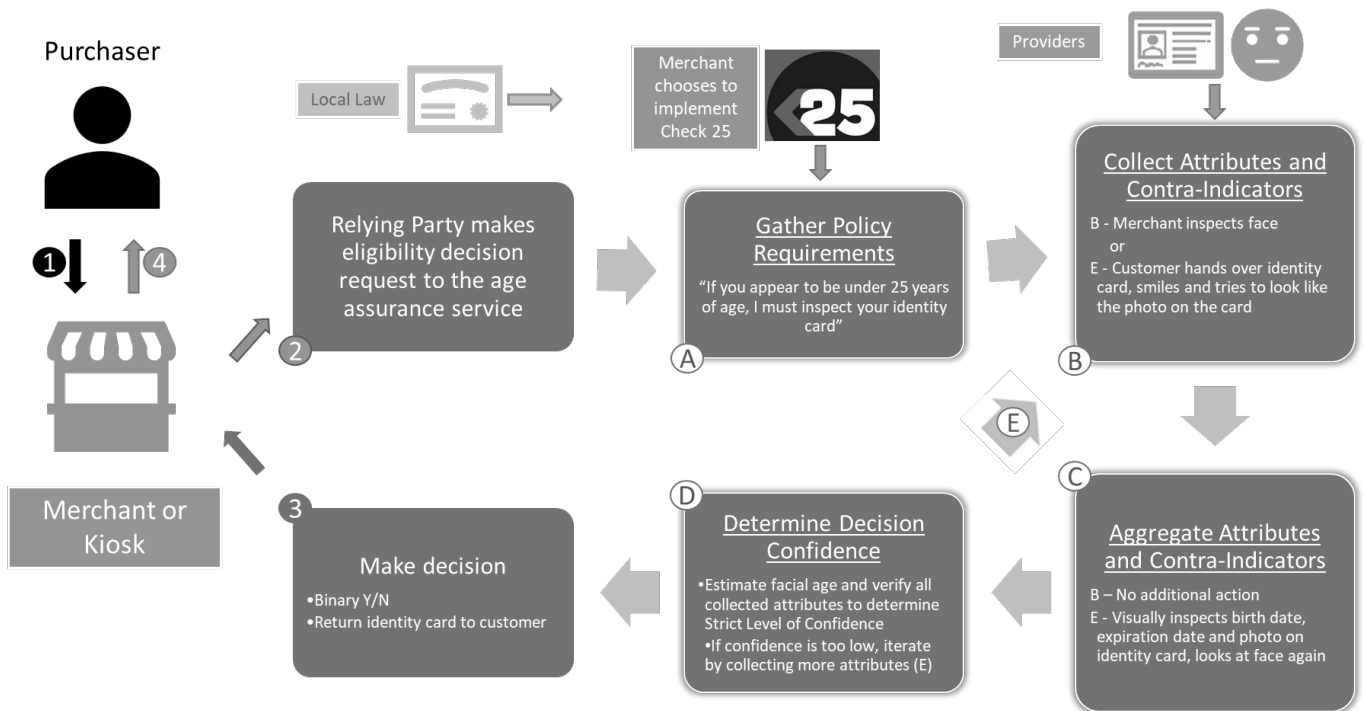 Purchaser
1
4
Merchant or
Kiosk
Local Law
Relying Party makes
eligibility decision
request to the age
assurance service
2
Merchant
chooses to
implement
Check 25
25
Gather Policy
Requirements
“If you appear to be under 25 years
of age, I must inspect your identity
card”
A
Providers
Collect Attributes and
Contra-Indicators
B - Merchant inspects face
or
E - Customer hands over identity
card, smiles and tries to look like
the photo on the card
B
E
C
Aggregate Attributes
and Contra-Indicators
B – No additional action
E - Visually inspects birth date,
expiration date and photo on
identity card, looks at face again
D
Determine Decision
Confidence
•Estimate facial age and verify all
collected attributes to determine
Strict Level of Confidence
•If confidence is too low, iterate
by collecting more attributes (E)
3
Make decision
•Binary Y/N
•Return identity card to customer